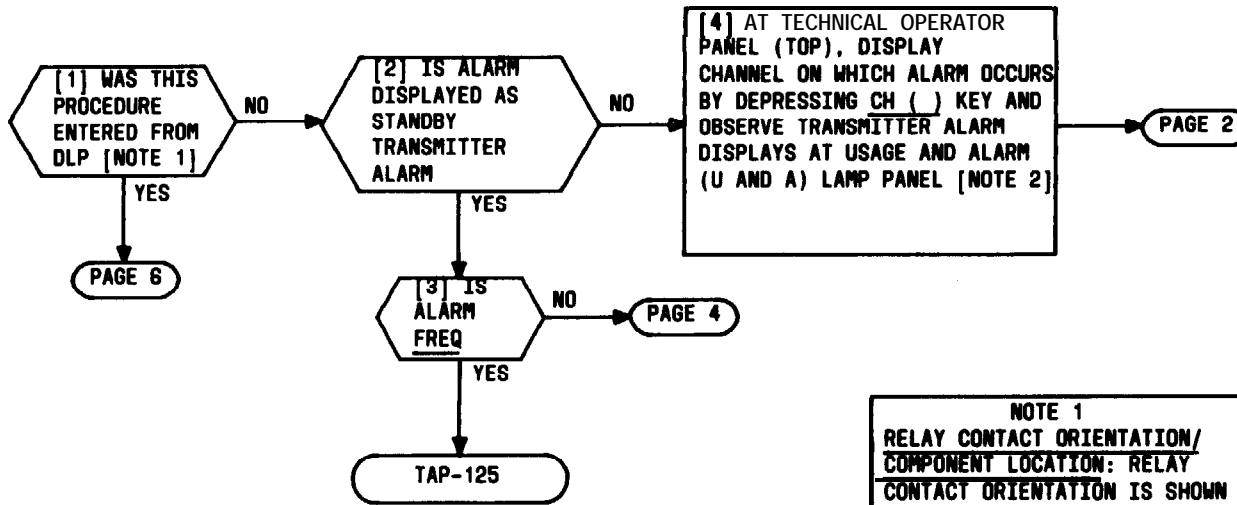 [1] WAS THIS
PROCEDURE
ENTERED FROM
DLP [NOTE 1]
NO
YES
PAGE 6
[2] IS ALARM
DISPLAYED AS
STANDBY
TRANSMITTER
ALARM
NO
YES
[3] IS
ALARM
FREQ
NO
PAGE 4
YES
TAP-125
[4] AT TECHNICAL OPERATOR
PANEL (TOP), DISPLAY
CHANNEL ON WHICH ALARM OCCURS
BY DEPRESSING CH ( ) KEY AND
OBSERVE TRANSMITTER ALARM
DISPLAYS AT USAGE AND ALARM
(U AND A) LAMP PANEL [NOTE 2]
PAGE 2
NOTE 1
RELAY CONTACT ORIENTATION/
COMPONENT LOCATION: RELAY
CONTACT ORIENTATION IS SHOWN